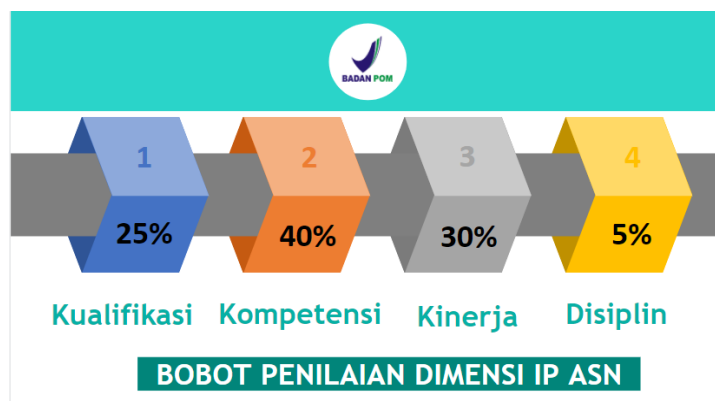 BADAN POM
1 2 3 4
25% 40% 30% 5%
Kualifikasi Kompetensi Kinerja Disiplin
BOBOT PENILAIAN DIMENSI IP ASN